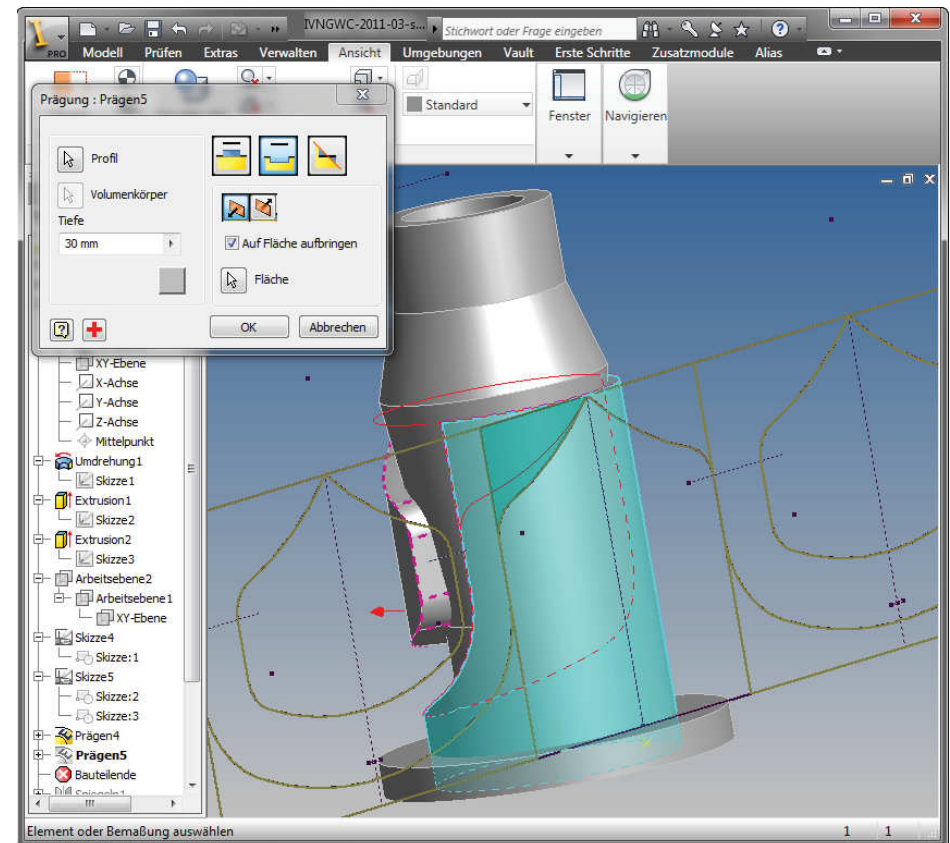 IVNGWC-2011-03-s...
Stichwort oder Frage eingeben
PRO
Modell Prüfen Extras Verwalten Ansicht Umgebungen Vault Erste Schritte Zusatzmodule Alias
Standard
Fenster
Navigieren
Prägung : Prägen5
Profil
Volumenkörper
Tiefe
30 mm
Auf Fläche aufbringen
Fläche
OK
Abbrechen
XY-Ebene
X-Achse
Y-Achse
Z-Achse
Mittelpunkt
Umdrehung1
Skizze1
Extrusion1
Skizze2
Extrusion2
Skizze3
Arbeitsebene2
Arbeitsebene1
XY-Ebene
Skizze4
Skizze:1
Skizze5
Skizze:2
Skizze:3
Prägen4
Prägen5
Bauteilende
Element oder Bemaßung auswählen
1 1